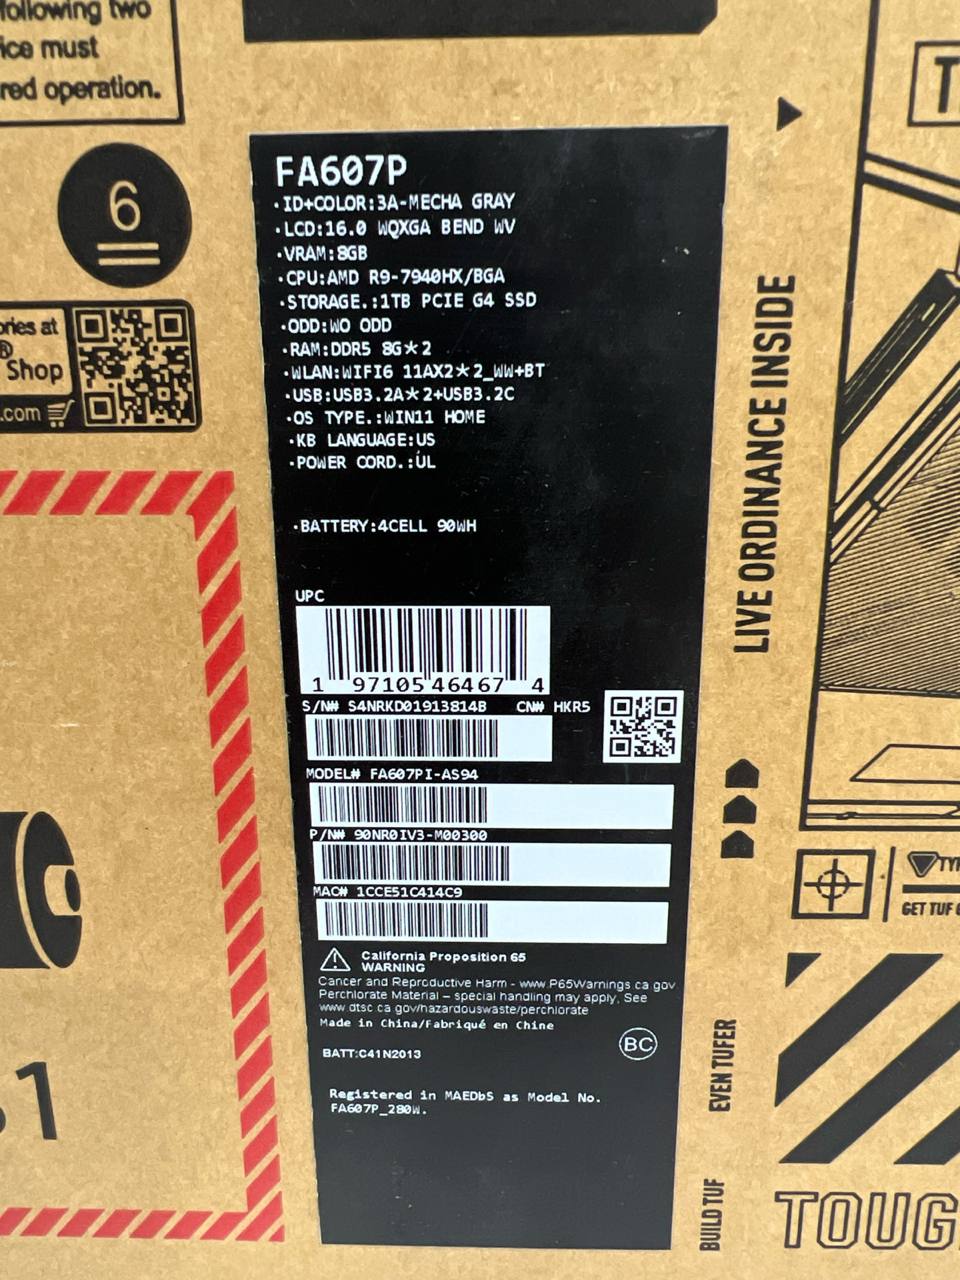 following two
ice must
red operation.
6
ories at
®
Shop
.com
FA607P
·ID+COLOR:3A-MECHA GRAY
·LCD:16.0 WQXGA BEND WV
·VRAM:8GB
·CPU:AMD R9-7940HX/BGA
·STORAGE.:1TB PCIE G4 SSD
·ODD:WO ODD
·RAM:DDR5 8G*2
·WLAN:WIFI6 11AX2*2_WW+BT
·USB:USB3.2A*2+USB3.2C
·OS TYPE.:WIN11 HOME
·KB LANGUAGE:US
·POWER CORD.:UL
·BATTERY:4CELL 90WH
UPC
1 97105 46467 4
S/N# S4NRKD01913814B CN# HKR5
MODEL# FA607PI-AS94
P/N# 90NR0IV3-M00300
MAC# 1CCE51C414C9
California Proposition 65
WARNING
Cancer and Reproductive Harm - www.P65Warnings.ca.gov
Perchlorate Material – special handling may apply, See
www.dtsc.ca.gov/hazardouswaste/perchlorate
Made in China/Fabriqué en Chine
BC
BATT:C41N2013
Registered in MAEDbS as Model No.
FA607P_280W.
LIVE ORDINANCE INSIDE
EVEN TUFER
BUILD TUF
T
TYP
GET TUF
TOUG